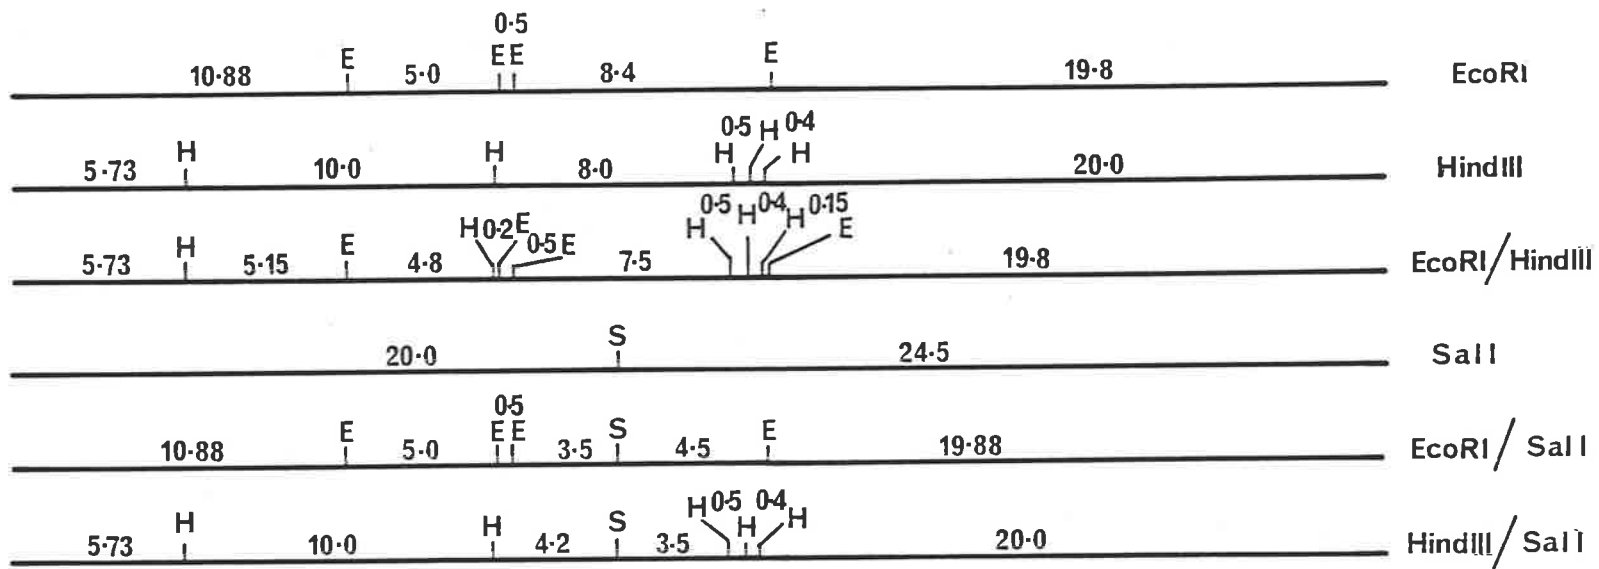 0·5
10·88 E 5·0 E E 8·4 E 19·8 EcoRI
0·5 H 0·4
5·73 H 10·0 H 8·0 H H 20·0 HindIII
0·5 H 0·4 H 0·15
5·73 H 5·15 E 4·8 H 0·2 E 0·5 E 7·5 H E 19·8 EcoRI/HindIII
20·0 S 24·5 SalI
0·5
10·88 E 5·0 E E 3·5 S 4·5 E 19·88 EcoRI/SalI
5·73 H 10·0 H 4·2 S 3·5 H 0·5 H 0·4 H 20·0 HindIII/SalI